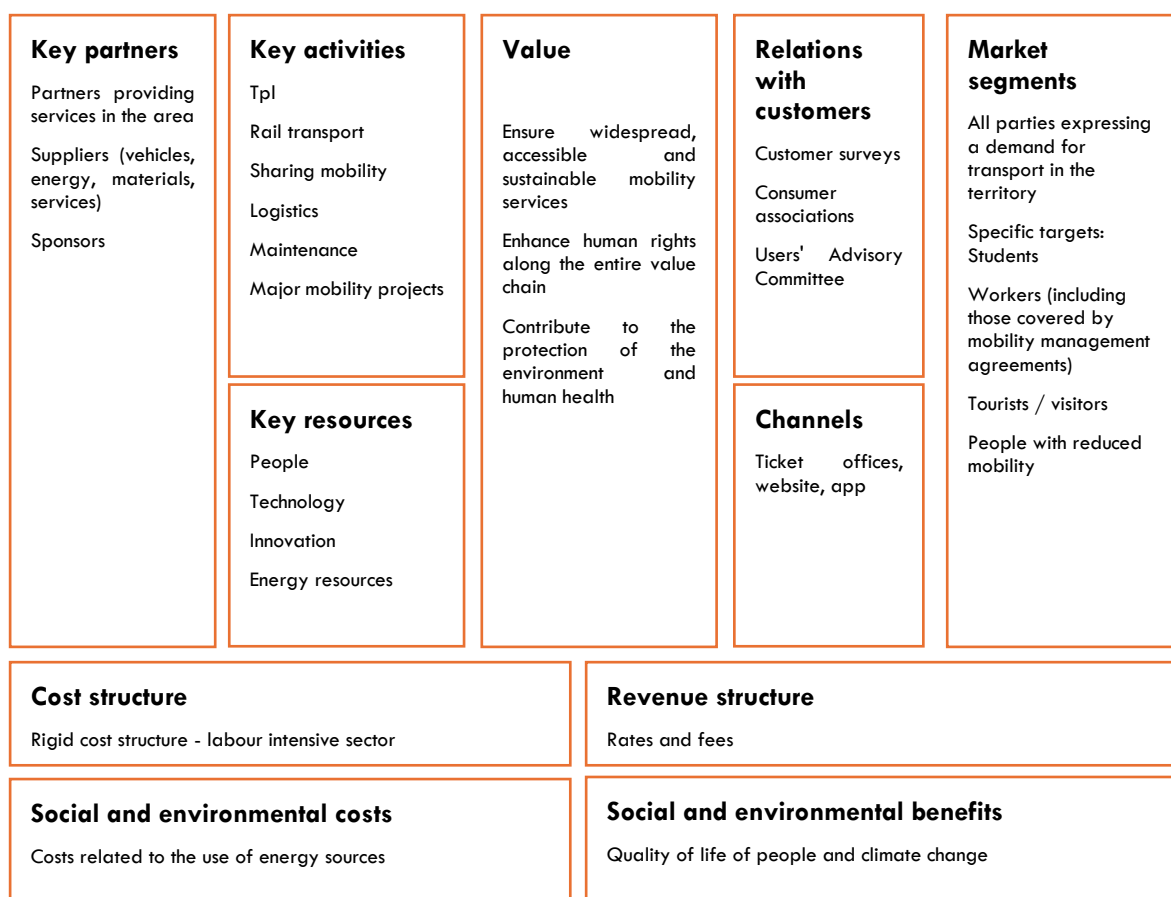 Key partners
Partners providing
services in the area
Suppliers (vehicles,
energy, materials,
services)
Sponsors
Key activities
Tpl
Rail transport
Sharing mobility
Logistics
Maintenance
Major mobility projects
Key resources
People
Technology
Innovation
Energy resources
Value
Ensure widespread,
accessible and
sustainable mobility
services
Enhance human rights
along the entire value
chain
Contribute to the
protection of the
environment and
human health
Relations
with
customers
Customer surveys
Consumer
associations
Users' Advisory
Committee
Channels
Ticket offices,
website, app
Market
segments
All parties expressing
a demand for
transport in the
territory
Specific targets:
Students
Workers (including
those covered by
mobility management
agreements)
Tourists / visitors
People with reduced
mobility
Cost structure
Rigid cost structure - labour intensive sector
Revenue structure
Rates and fees
Social and environmental costs
Costs related to the use of energy sources
Social and environmental benefits
Quality of life of people and climate change